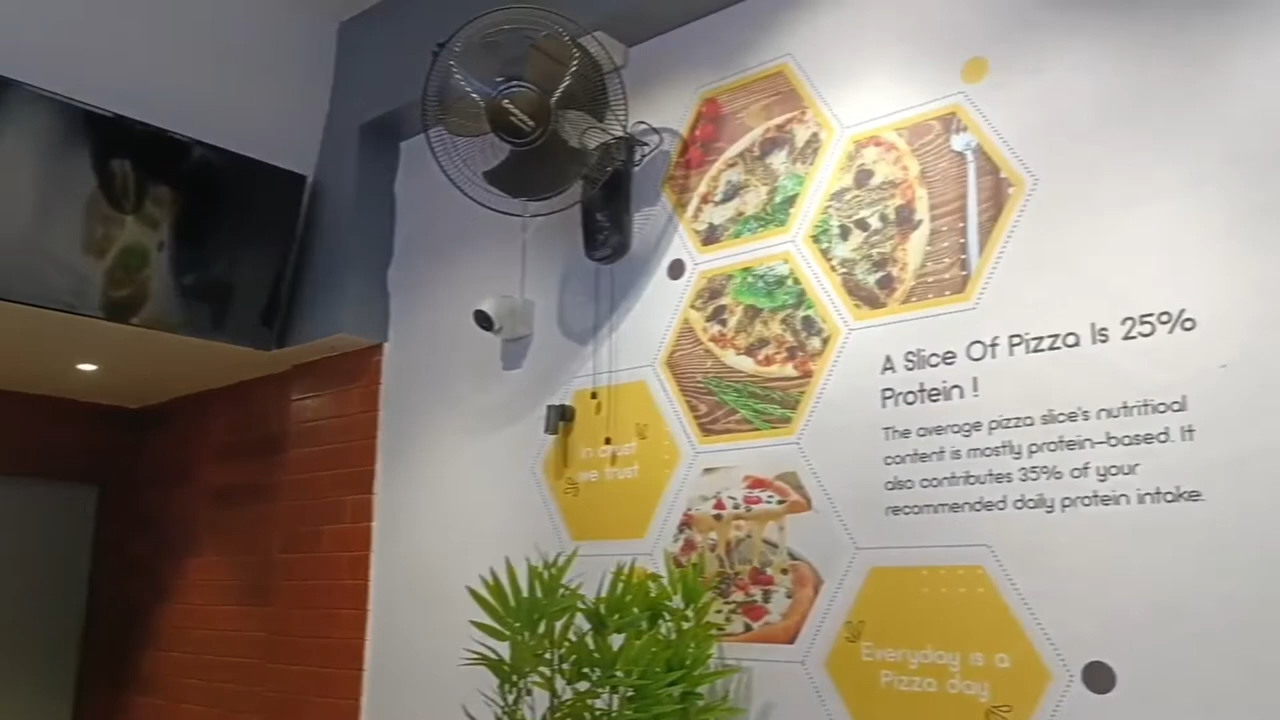 A Slice Of Pizza Is 25%
Protein !
The average pizza slice's nutritioal
content is mostly protein-based. It
also contributes 35% of your
recommended daily protein intake.
In crust
we trust
Everyday is a
Pizza day